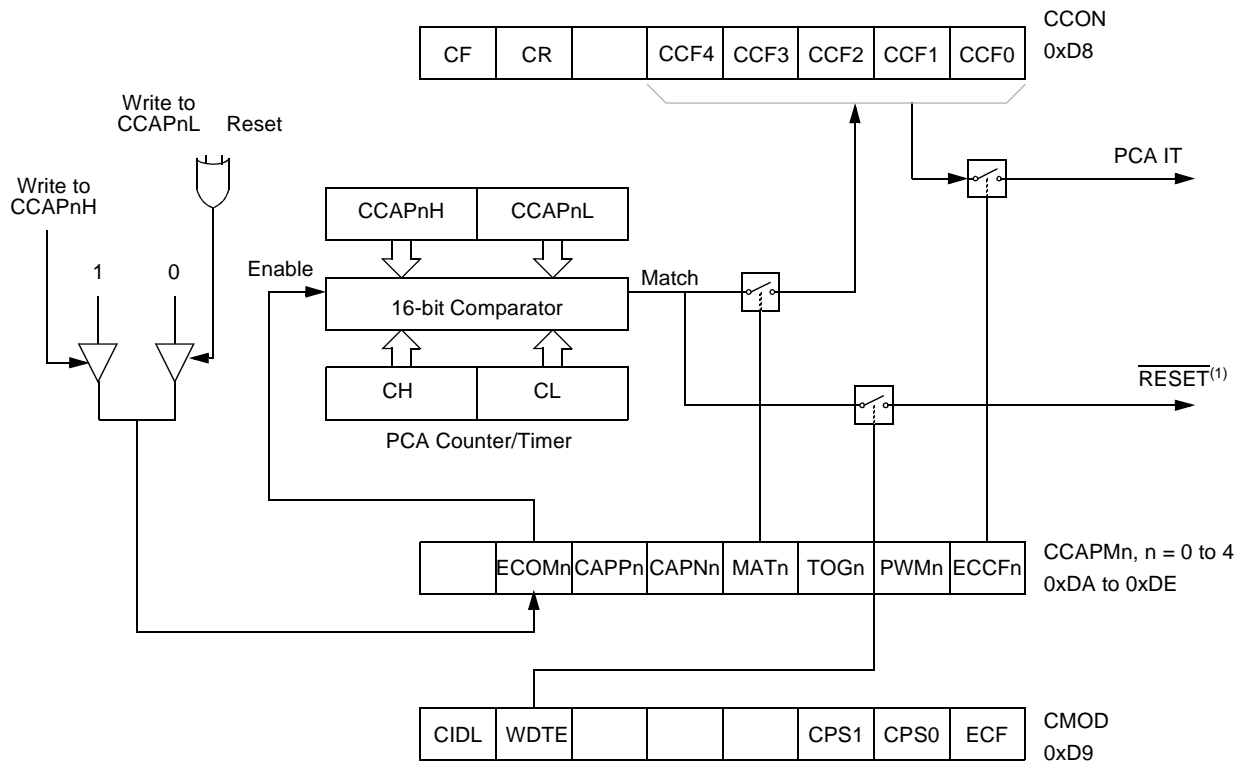 CF CR CCF4 CCF3 CCF2 CCF1 CCF0
CCON
0xD8
Write to
CCAPnL
Reset
Write to
CCAPnH
PCA IT
CCAPnH CCAPnL
1
0
Enable
16-bit Comparator
Match
CH CL
PCA Counter/Timer
RESET(1)
ECOMn CAPPn CAPNn MATn TOGn PWMn ECCFn
CCAPMn, n = 0 to 4
0xDA to 0xDE
CIDL WDTE CPS1 CPS0 ECF
CMOD
0xD9